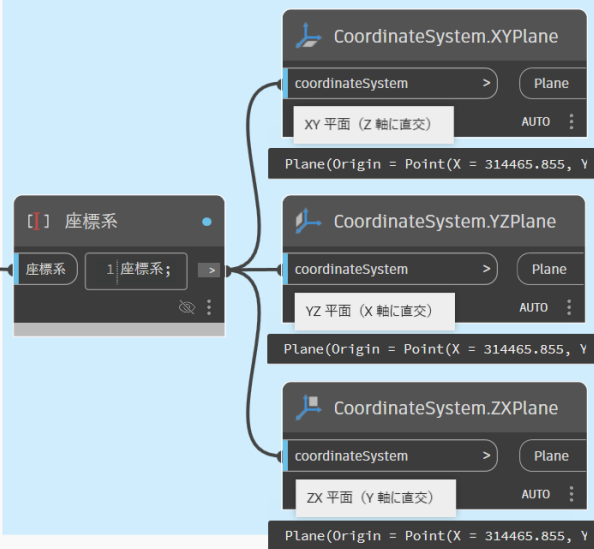 CoordinateSystem.XYPlane
coordinateSystem > Plane
XY 平面（Z 軸に直交）
AUTO
Plane(Origin = Point(X = 314465.855, Y
座標系
座標系 1 座標系; >
CoordinateSystem.YZPlane
coordinateSystem > Plane
YZ 平面（X 軸に直交）
AUTO
Plane(Origin = Point(X = 314465.855, Y
CoordinateSystem.ZXPlane
coordinateSystem > Plane
ZX 平面（Y 軸に直交）
AUTO
Plane(Origin = Point(X = 314465.855, Y